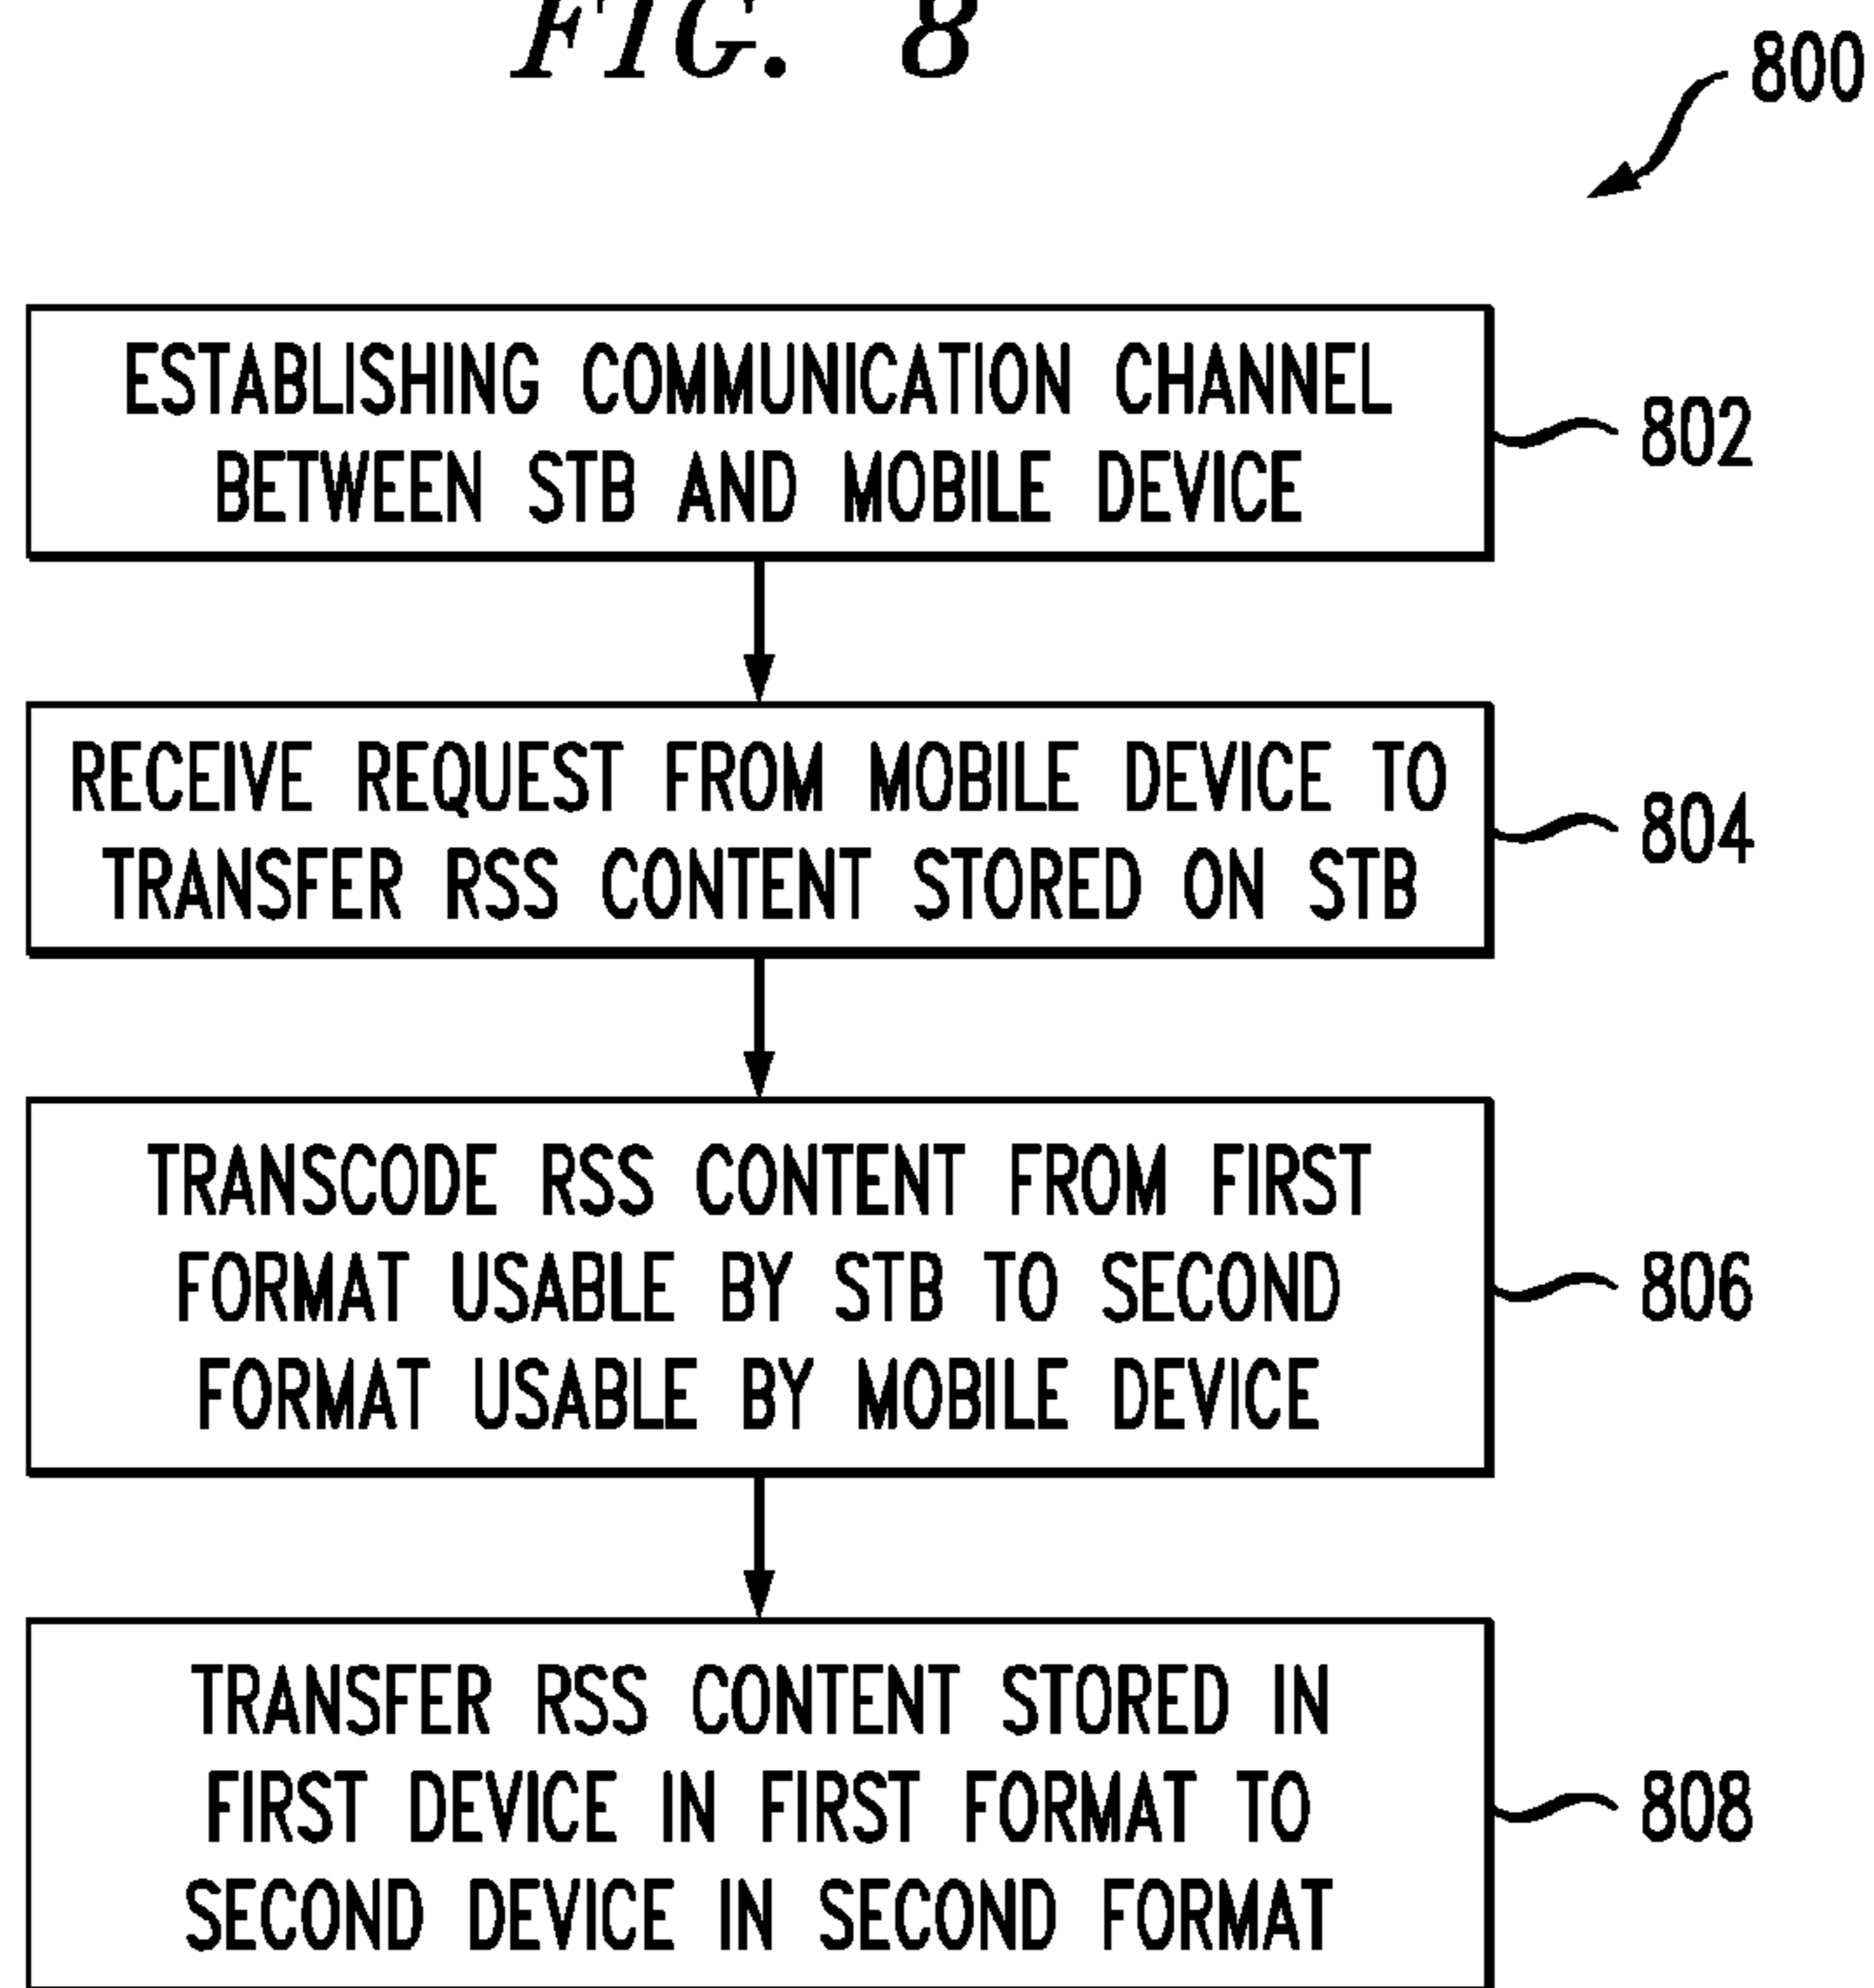 FIG. 8
800
ESTABLISHING COMMUNICATION CHANNEL
BETWEEN STB AND MOBILE DEVICE
802
RECEIVE REQUEST FROM MOBILE DEVICE TO
TRANSFER RSS CONTENT STORED ON STB
804
TRANSCODE RSS CONTENT FROM FIRST
FORMAT USABLE BY STB TO SECOND
FORMAT USABLE BY MOBILE DEVICE
806
TRANSFER RSS CONTENT STORED IN
FIRST DEVICE IN FIRST FORMAT TO
SECOND DEVICE IN SECOND FORMAT
808